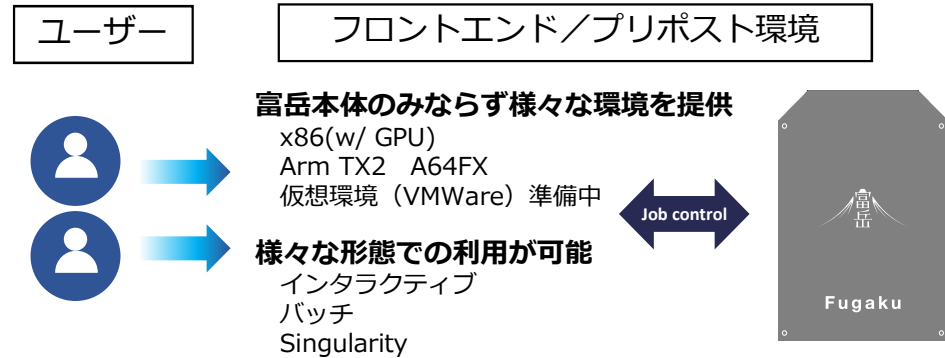 ユーザー
フロントエンド／プリポスト環境
富岳本体のみならず様々な環境を提供
x86(w/ GPU)
Arm TX2　A64FX
仮想環境（VMWare）準備中
様々な形態での利用が可能
インタラクティブ
バッチ
Singularity
Job control
富岳
Fugaku